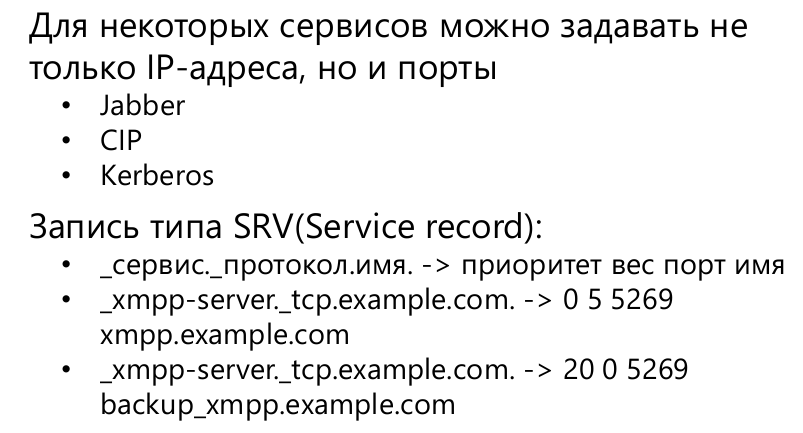 Для некоторых сервисов можно задавать не
только IP-адреса, но и порты
• Jabber
• CIP
• Kerberos
Запись типа SRV(Service record):
• _сервис._протокол.имя. -> приоритет вес порт имя
• _xmpp-server._tcp.example.com. -> 0 5 5269
xmpp.example.com
• _xmpp-server._tcp.example.com. -> 20 0 5269
backup_xmpp.example.com